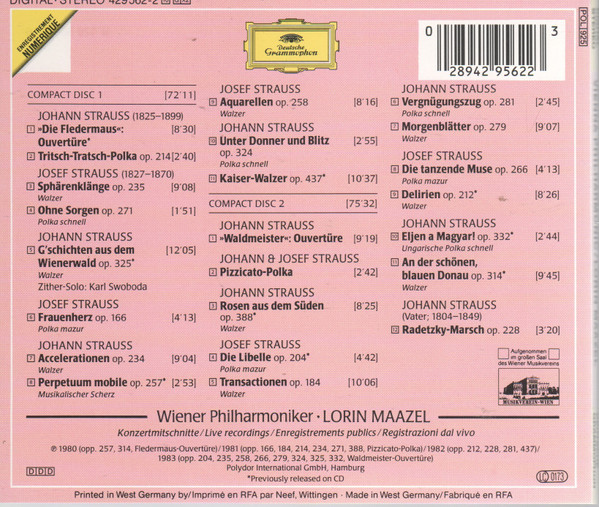 DIGITAL·STEREO 429 562-2
ENREGISTREMENT
NUMÉRIQUE
Deutsche
Grammophon
0 28942 95622 3
[POL|1925]
COMPACT DISC 1 [72'11]
JOHANN STRAUSS (1825–1899)
1 »Die Fledermaus«: [8'30]
Ouvertüre*
2 Tritsch-Tratsch-Polka op. 214 [2'40]
JOSEF STRAUSS (1827–1870)
3 Sphärenklänge op. 235 [9'08]
Walzer
4 Ohne Sorgen op. 271 [1'51]
Polka schnell
JOHANN STRAUSS
5 G'schichten aus dem [12'05]
Wienerwald op. 325*
Walzer
Zither-Solo: Karl Swoboda
JOSEF STRAUSS
6 Frauenherz op. 166 [4'13]
Polka mazur
JOHANN STRAUSS
7 Accelerationen op. 234 [9'04]
Walzer
8 Perpetuum mobile op. 257* [2'53]
Musikalischer Scherz
JOSEF STRAUSS
9 Aquarellen op. 258 [8'16]
Walzer
JOHANN STRAUSS
10 Unter Donner und Blitz [2'55]
op. 324
Polka schnell
11 Kaiser-Walzer op. 437* [10'37]
COMPACT DISC 2 [75'32]
JOHANN STRAUSS
1 »Waldmeister«: Ouvertüre [9'19]
JOHANN & JOSEF STRAUSS
2 Pizzicato-Polka [2'42]
JOHANN STRAUSS
3 Rosen aus dem Süden [8'25]
op. 388*
Walzer
JOSEF STRAUSS
4 Die Libelle op. 204* [4'42]
Polka mazur
5 Transactionen op. 184 [10'06]
Walzer
JOHANN STRAUSS
6 Vergnügungszug op. 281 [2'45]
Polka schnell
7 Morgenblätter op. 279 [9'07]
Walzer
JOSEF STRAUSS
8 Die tanzende Muse op. 266 [4'13]
Polka mazur
9 Delirien op. 212* [8'26]
Walzer
JOHANN STRAUSS
10 Eljen a Magyar! op. 332* [2'44]
Ungarische Polka schnell
11 An der schönen,
blauen Donau op. 314* [9'45]
Walzer
JOHANN STRAUSS
(Vater; 1804–1849)
12 Radetzky-Marsch op. 228 [3'20]
Aufgenommen
im großen Saal
des Wiener Musikvereins
MUSIKVEREIN·WIEN
Wiener Philharmoniker · LORIN MAAZEL
Konzertmitschnitte/Live recordings/Enregistrements publics/Registrazioni dal vivo
℗ 1980 (opp. 257, 314, Fledermaus-Ouvertüre)/1981 (opp. 166, 184, 214, 234, 271, 388, Pizzicato-Polka)/1982 (opp. 212, 228, 281, 437)/
1983 (opp. 204, 235, 258, 266, 279, 324, 325, 332, Waldmeister-Ouvertüre)
Polydor International GmbH, Hamburg
*Previously released on CD
DDD
LC 0173
Printed in West Germany by/Imprimé en RFA par Neef, Wittingen · Made in West Germany/Fabriqué en RFA